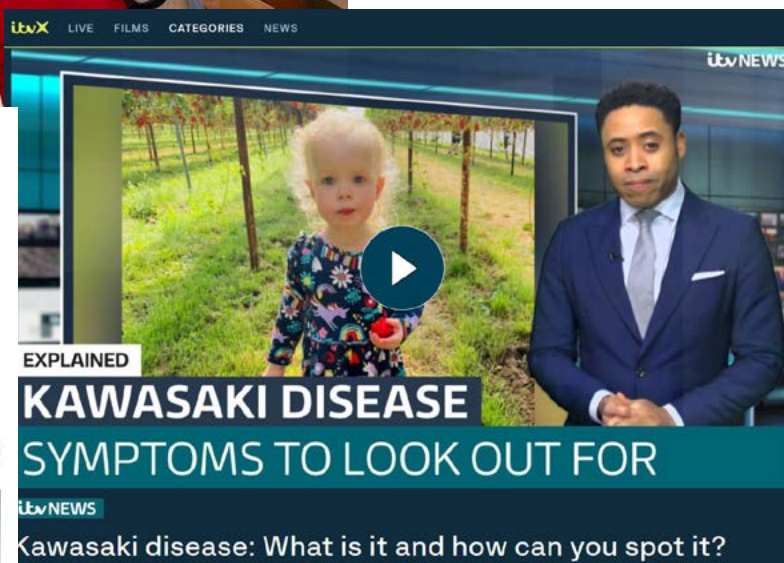 itvX LIVE FILMS CATEGORIES NEWS
itv NEWS
EXPLAINED
KAWASAKI DISEASE
SYMPTOMS TO LOOK OUT FOR
itv NEWS
Kawasaki disease: What is it and how can you spot it?